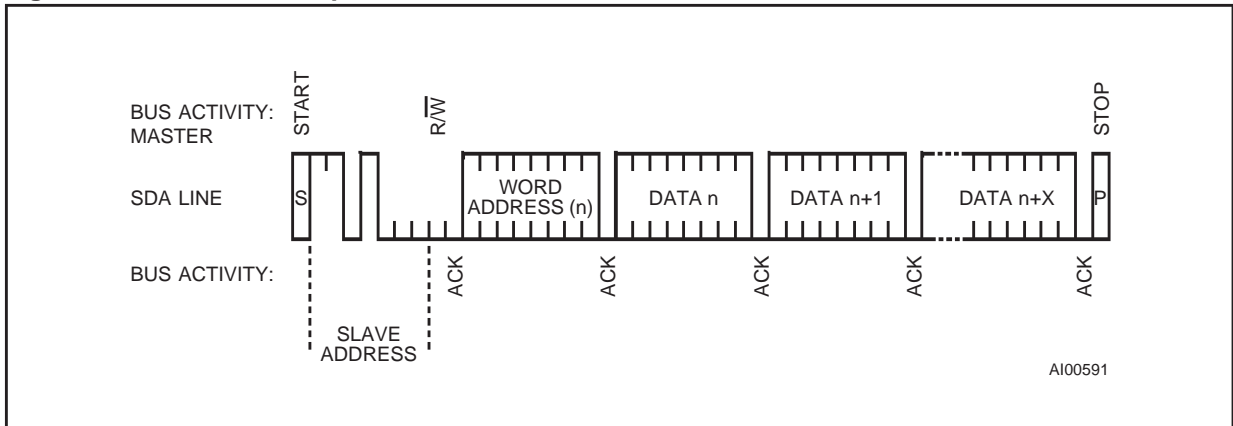 START
R/W
STOP
BUS ACTIVITY:
MASTER
SDA LINE
S
WORD
ADDRESS (n)
DATA n
DATA n+1
DATA n+X
P
BUS ACTIVITY:
ACK
ACK
ACK
ACK
ACK
SLAVE
ADDRESS
AI00591